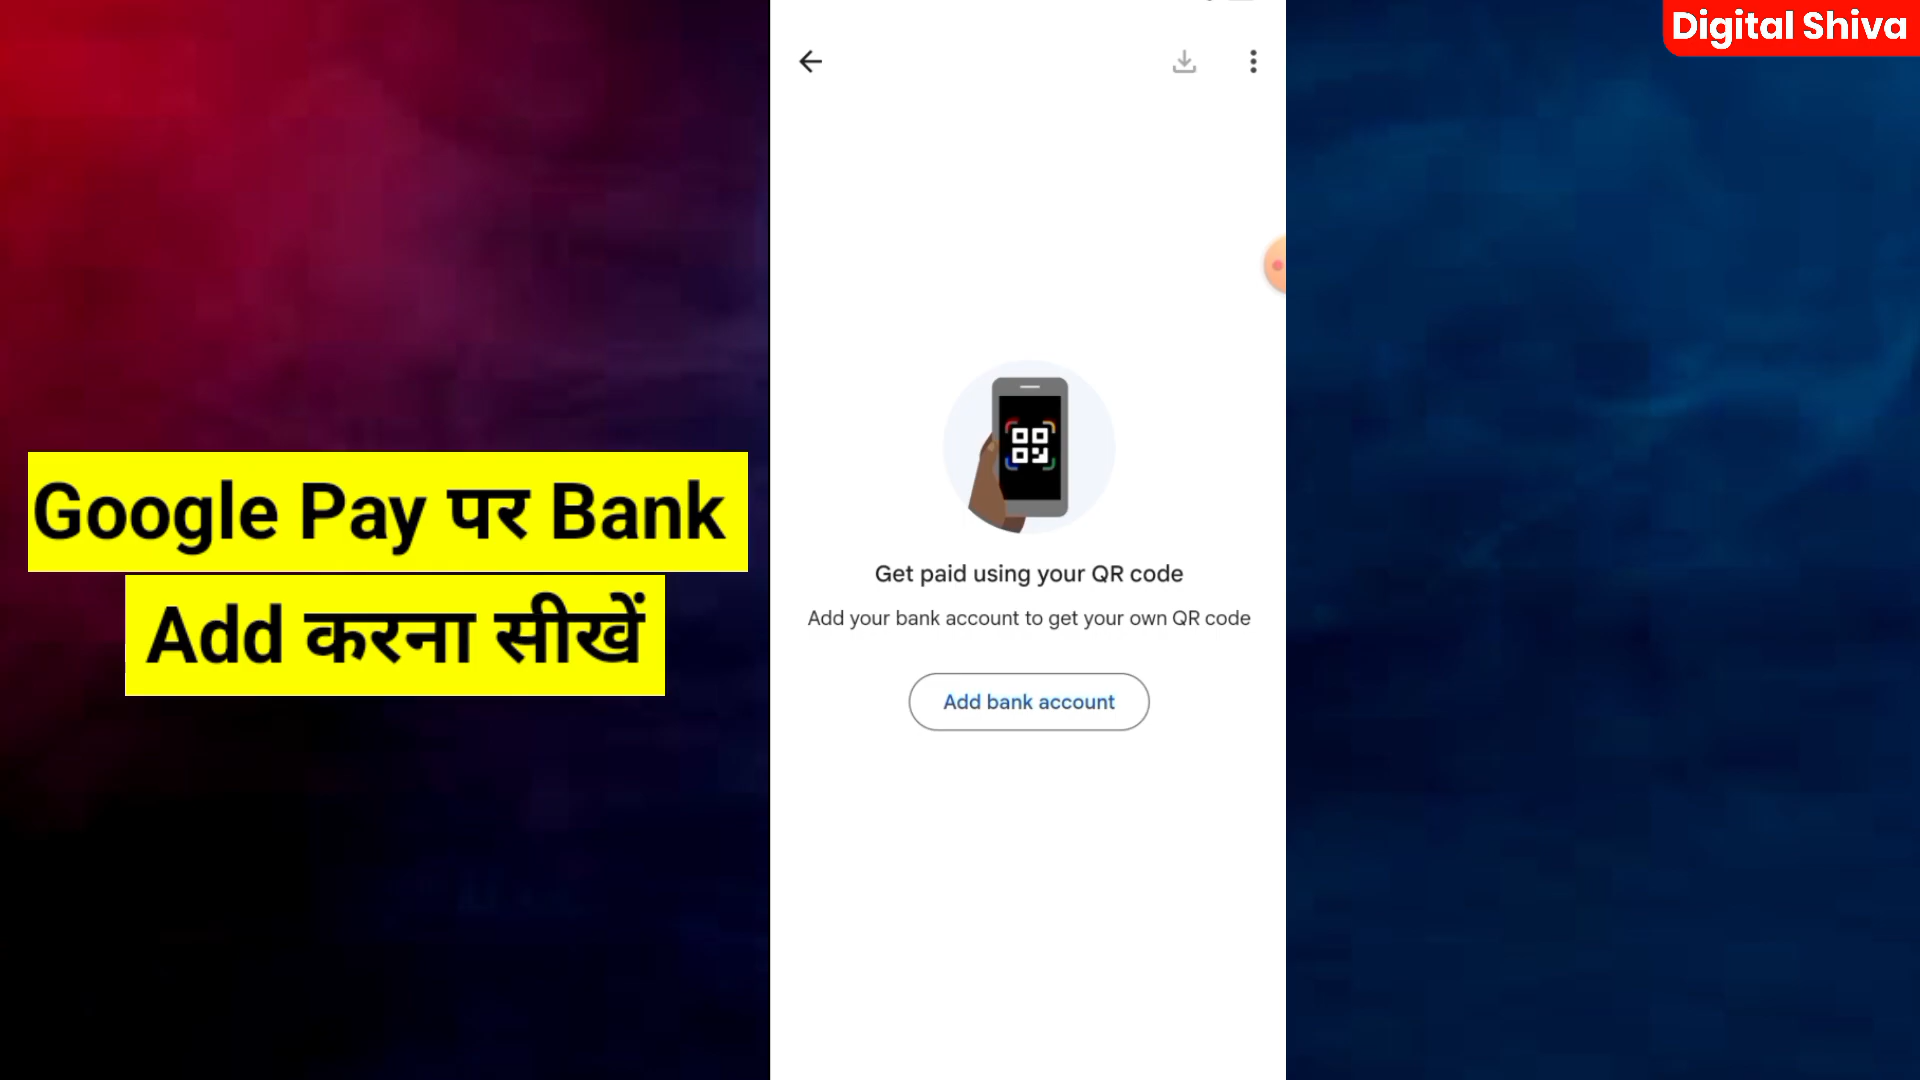 Digital Shiva
Google Pay पर Bank
Add करना सीखें
Get paid using your QR code
Add your bank account to get your own QR code
Add bank account